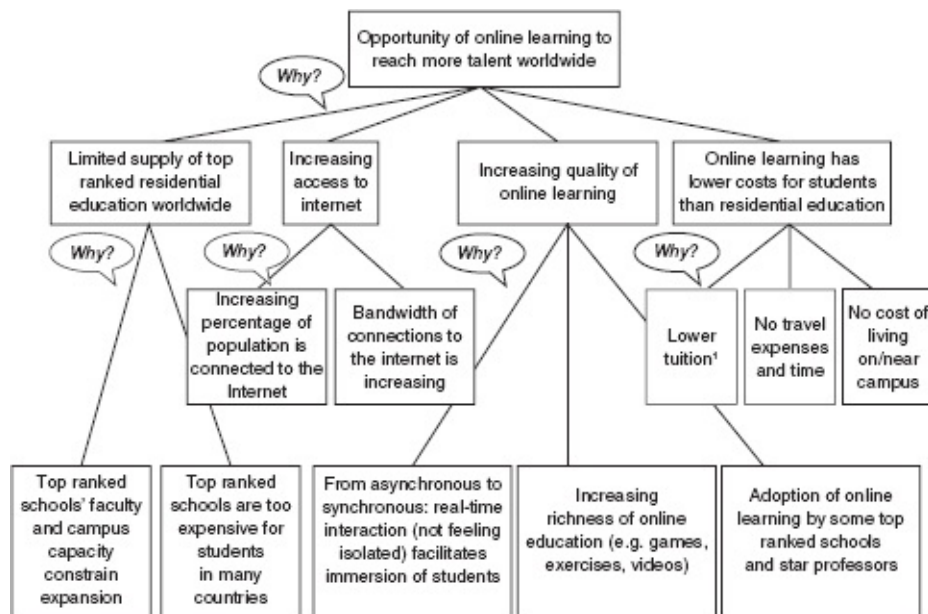 Opportunity of online learning to
reach more talent worldwide
Why?
Limited supply of top
ranked residential
education worldwide
Increasing
access to
internet
Increasing quality of
online learning
Online learning has
lower costs for students
than residential education
Why?
Why?
Why?
Why?
Increasing
percentage of
population is
connected to the
Internet
Bandwidth of
connections to
the internet is
increasing
Lower
tuition¹
No travel
expenses
and time
No cost of
living
on/near
campus
Top ranked
schools' faculty
and campus
capacity
constrain
expansion
Top ranked
schools are too
expensive for
students
in many
countries
From asynchronous to
synchronous: real-time
interaction (not feeling
isolated) facilitates
immersion of students
Increasing
richness of online
education (e.g. games,
exercises, videos)
Adoption of online
learning by some top
ranked schools
and star professors